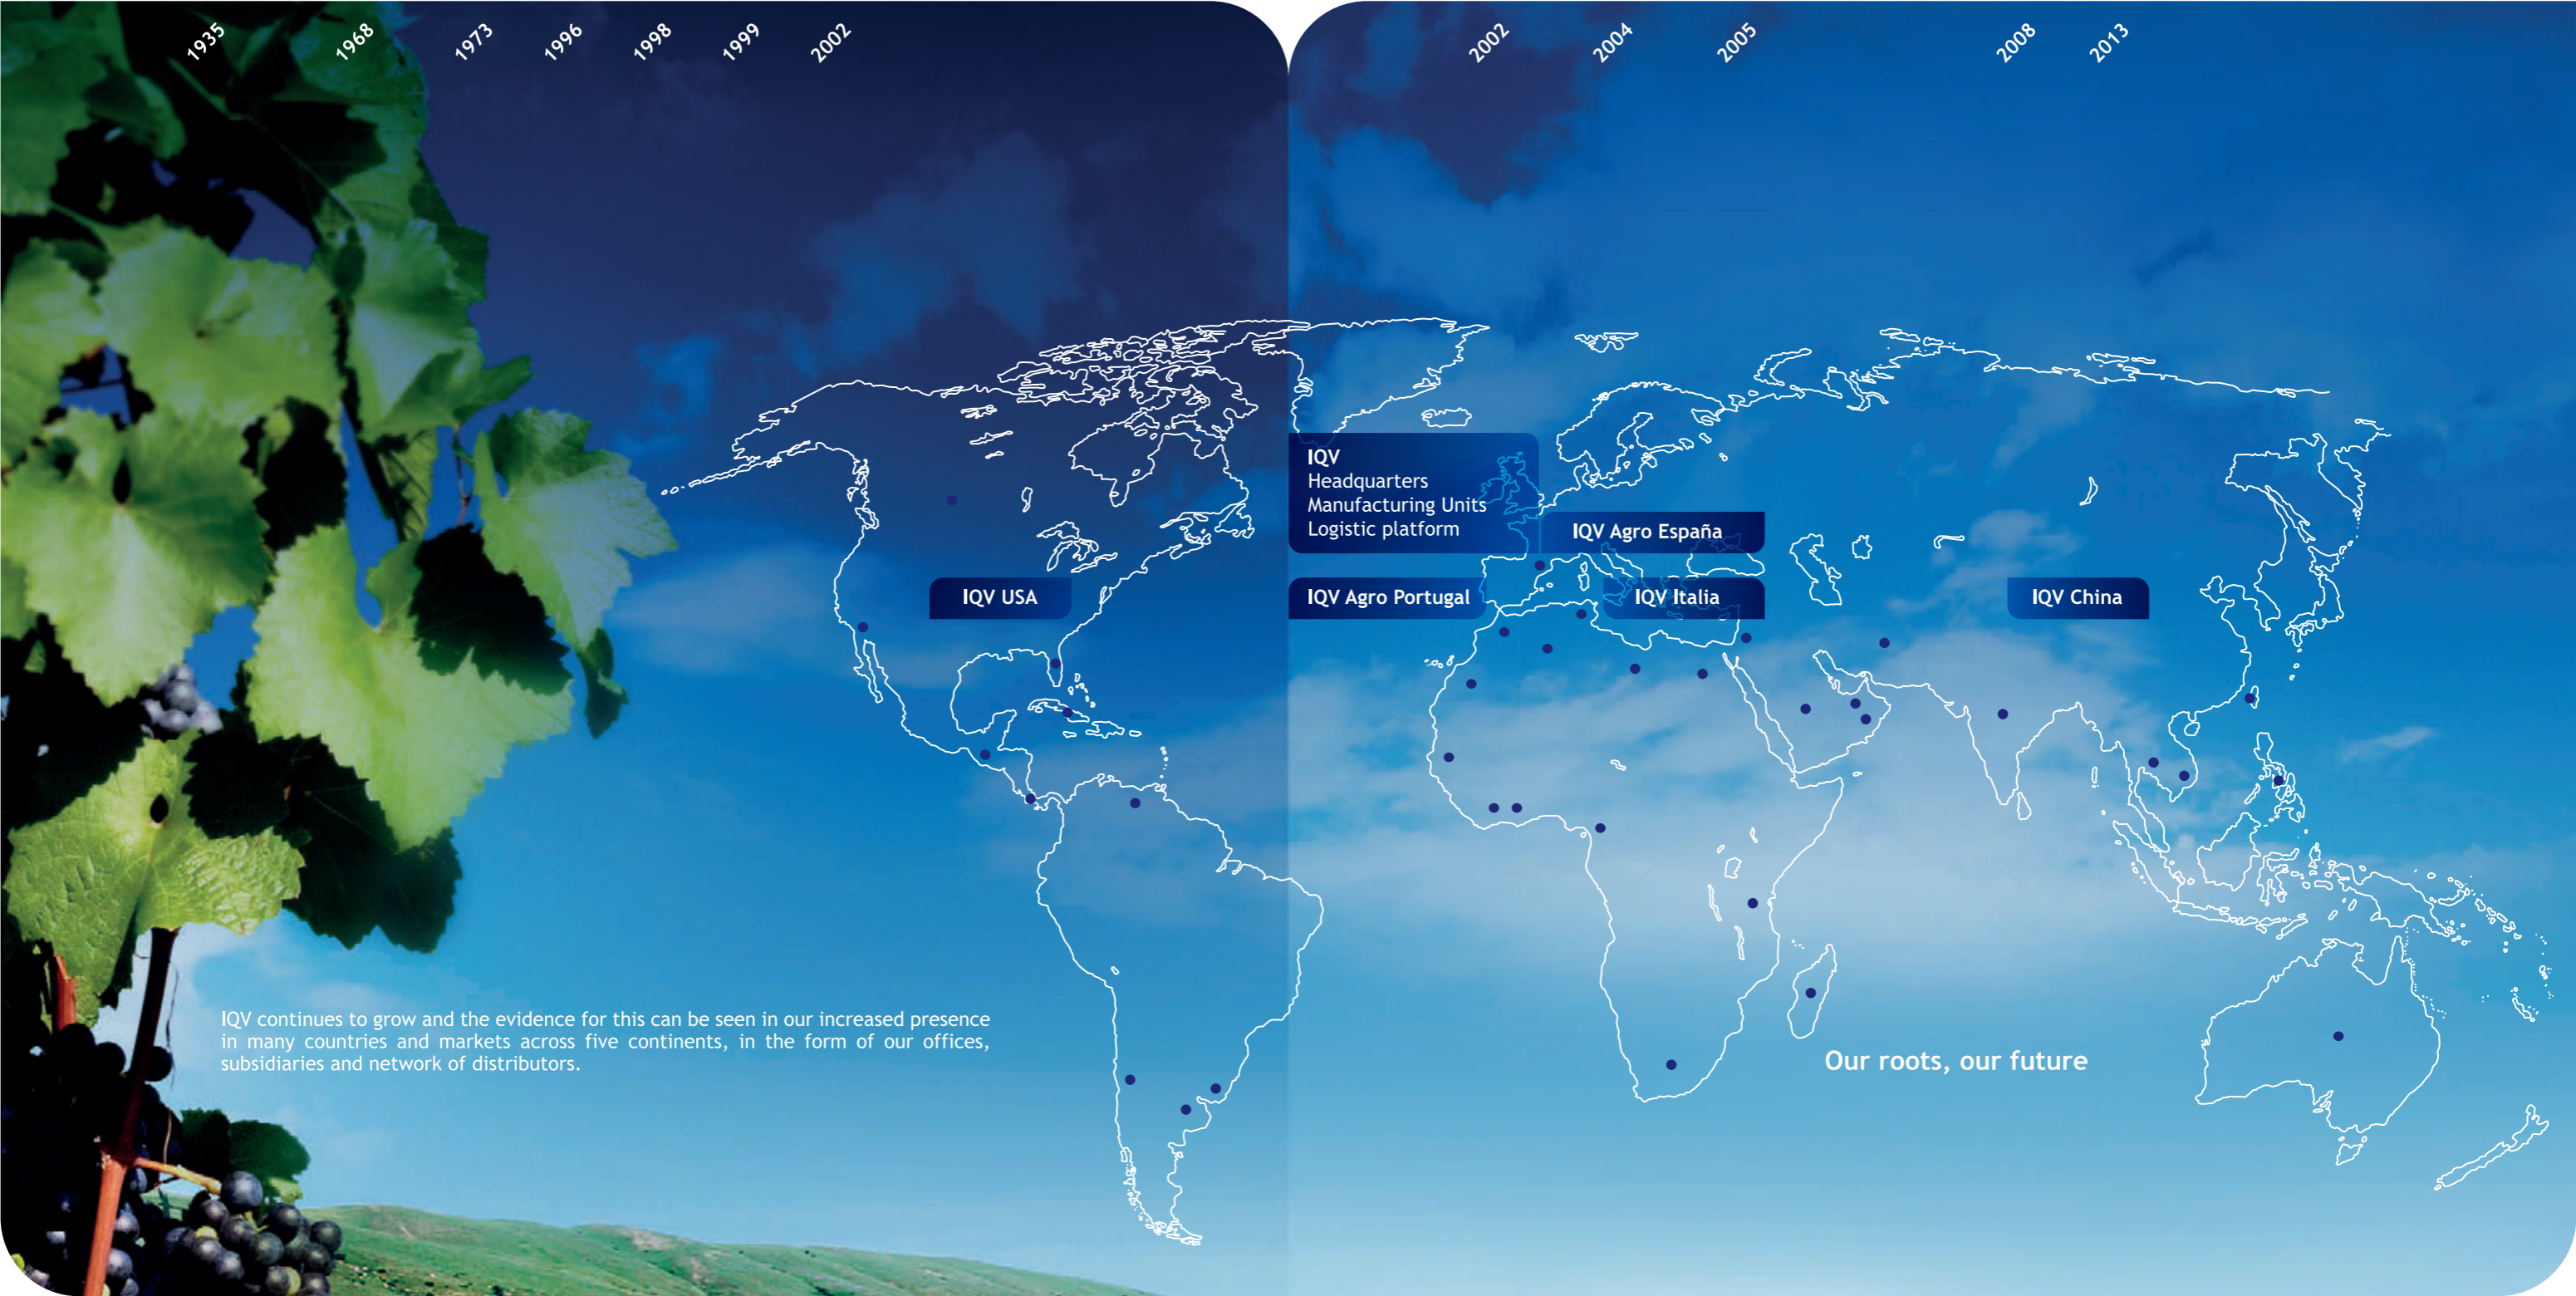 1935
1968
1973
1996
1998
1999
2002
2002
2004
2005
2008
2013
IQV
Headquarters
Manufacturing Units
Logistic platform
IQV Agro España
IQV USA
IQV Agro Portugal
IQV Italia
IQV China
IQV continues to grow and the evidence for this can be seen in our increased presence
in many countries and markets across five continents, in the form of our offices,
subsidiaries and network of distributors.
Our roots, our future